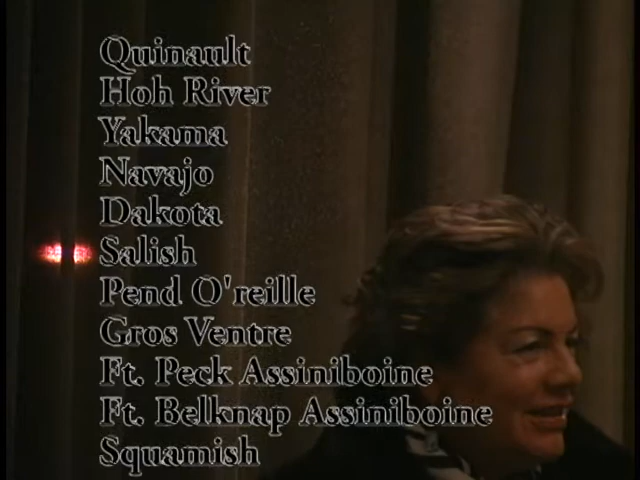 Quinault
Hoh River
Yakama
Navajo
Dakota
Salish
Pend O'reille
Gros Ventre
Ft. Peck Assiniboine
Ft. Belknap Assiniboine
Squamish